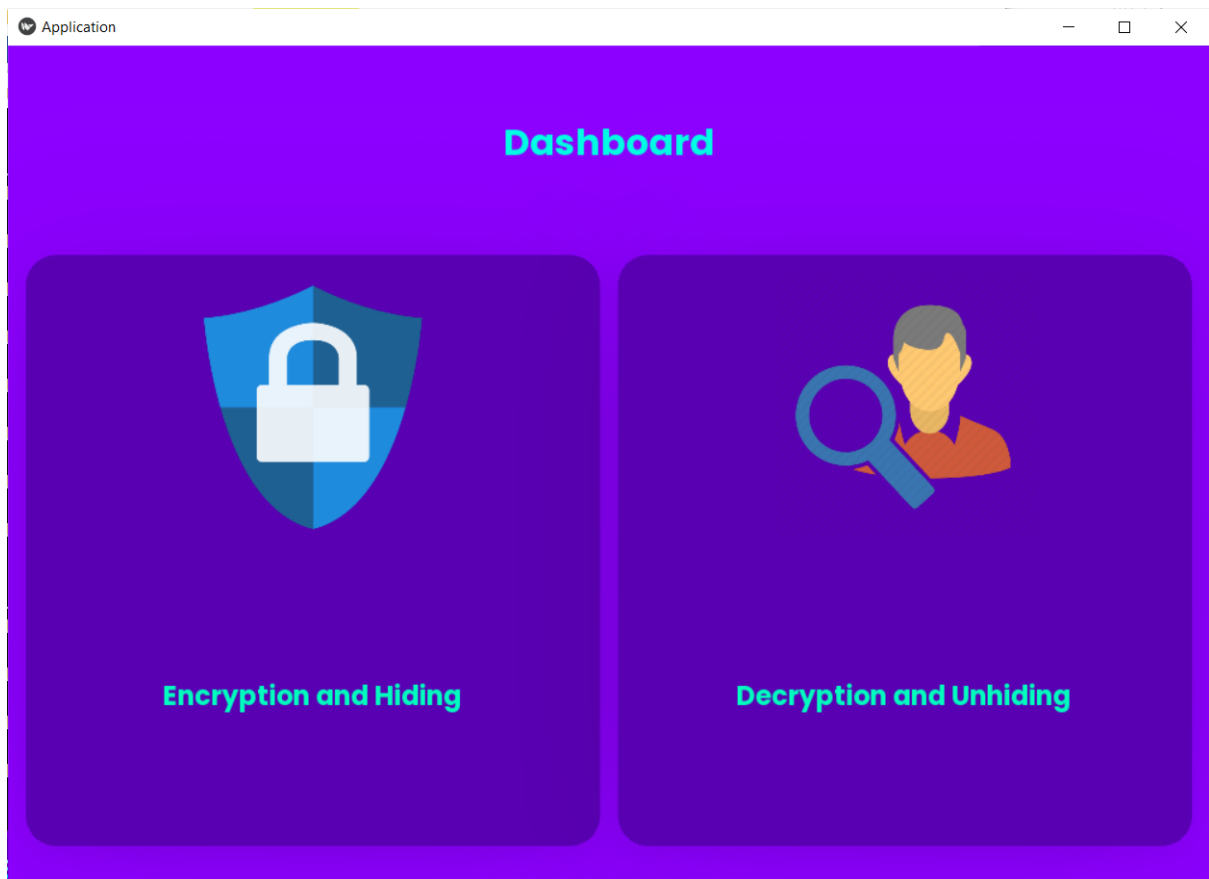 Application
Dashboard
Encryption and Hiding
Decryption and Unhiding